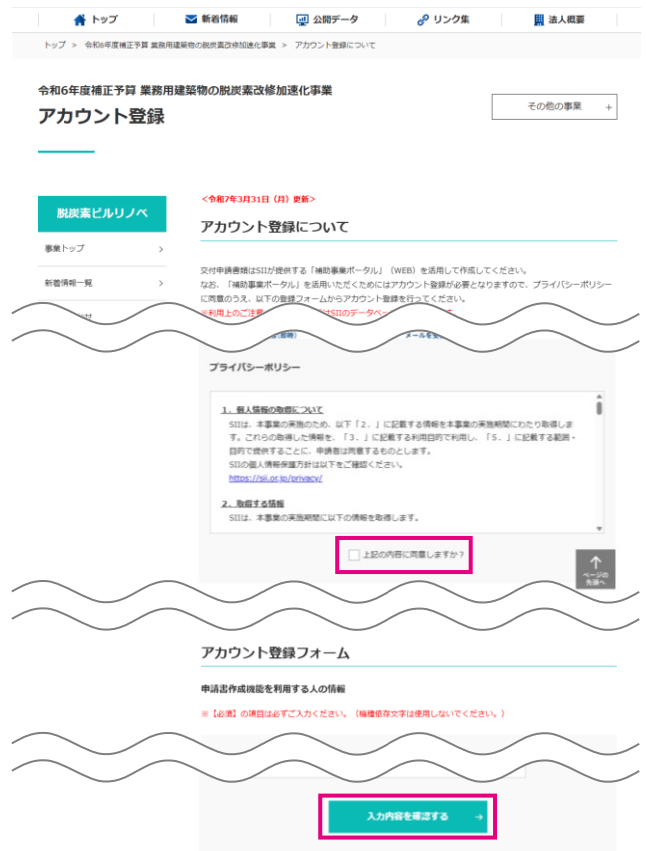 トップ
新着情報
公開データ
リンク集
法人概要
トップ > 令和6年度補正予算 業務用建築物の脱炭素改修加速化事業 > アカウント登録について
令和6年度補正予算 業務用建築物の脱炭素改修加速化事業
アカウント登録
その他の事業 +
脱炭素ビルリノベ
事業トップ >
新着情報一覧 >
<令和7年3月31日（月）更新>
アカウント登録について
交付申請書類はSIIが提供する「補助事業ポータル」（WEB）を活用して作成してください。
なお、「補助事業ポータル」を活用いただくためにはアカウント登録が必要となりますので、プライバシーポリシー
に同意のうえ、以下の登録フォームからアカウント登録を行ってください。
※利用上のご注意
はSIIのデータベー
メールを
プライバシーポリシー
1．個人情報の取得について
SIIは、本事業の実施のため、以下「2．」に記載する情報を本事業の実施期間にわたり取得しま
す。これらの取得した情報を、「3．」に記載する利用目的で利用し、「5．」に記載する範囲・
目的で提供することに、申請者は同意するものとします。
SIIの個人情報保護方針は以下をご確認ください。
https://sii.or.jp/privacy/
2．取得する情報
SIIは、本事業の実施期間に以下の情報を取得します。
上記の内容に同意しますか？
ページの
先頭へ
アカウント登録フォーム
申請書作成機能を利用する人の情報
※【必須】の項目は必ずご入力ください。（機種依存文字は使用しないでください。）
入力内容を確認する →